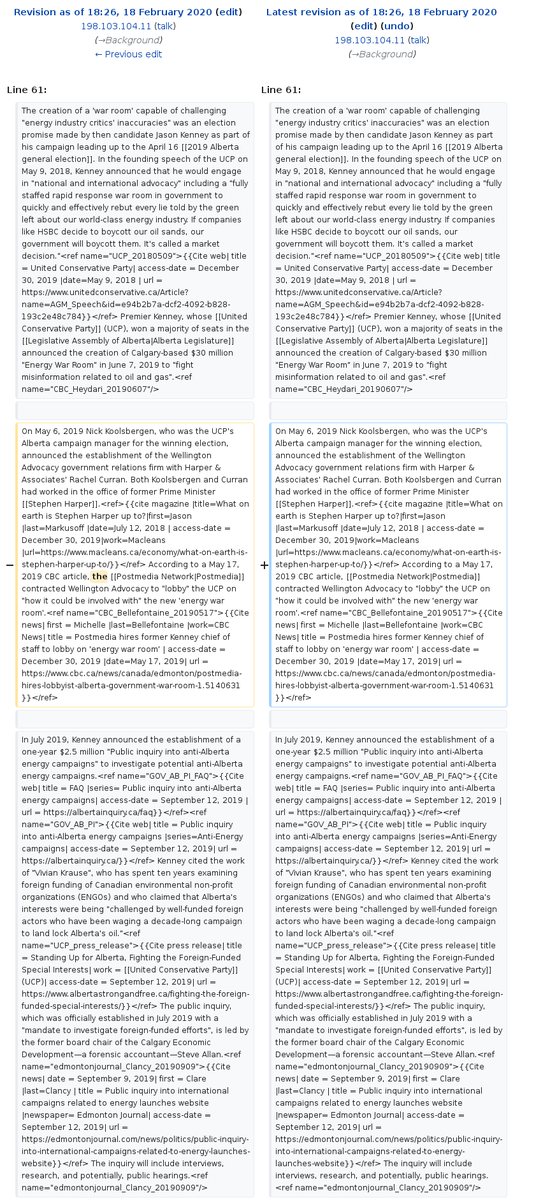 Revision as of 18:26, 18 February 2020 (edit)
198.103.104.11 (talk)
(→Background)
← Previous edit
Line 61:
The creation of a 'war room' capable of challenging
"energy industry critics' inaccuracies" was an election
promise made by then candidate Jason Kenney as part of
his campaign leading up to the April 16 [[2019 Alberta
general election]]. In the founding speech of the UCP on
May 9, 2018, Kenney announced that he would engage
in "national and international advocacy" including a "fully
staffed rapid response war room in government to
quickly and effectively rebut every lie told by the green
left about our world-class energy industry. If companies
like HSBC decide to boycott our oil sands, our
government will boycott them. It's called a market
decision."<ref name="UCP_20180509">{{Cite web| title
= United Conservative Party| access-date = December
30, 2019 |date=May 9, 2018 | url =
https://www.unitedconservative.ca/Article?
name=AGM_Speech&id=e94b2b7a-dcf2-4092-b828-
193c2e48c784}}</ref> Premier Kenney, whose [[United
Conservative Party]] (UCP), won a majority of seats in the
[[Legislative Assembly of Alberta|Alberta Legislature]]
announced the creation of Calgary-based $30 million
"Energy War Room" in June 7, 2019 to "fight
misinformation related to oil and gas".<ref
name="CBC_Heydari_20190607"/>
−
On May 6, 2019 Nick Koolsbergen, who was the UCP's
Alberta campaign manager for the winning election,
announced the establishment of the Wellington
Advocacy government relations firm with Harper &
Associates' Rachel Curran. Both Koolsbergen and Curran
had worked in the office of former Prime Minister
[[Stephen Harper]].<ref>{{cite magazine |title=What on
earth is Stephen Harper up to?|first=Jason
|last=Markusoff |date=July 12, 2018 | access-date =
December 30, 2019|work=Macleans
|url=https://www.macleans.ca/economy/what-on-earth-is-
stephen-harper-up-to/}}</ref> According to a May 17,
2019 CBC article, the [[Postmedia Network|Postmedia]]
contracted Wellington Advocacy to "lobby" the UCP on
"how it could be involved with" the new 'energy war
room'.<ref name="CBC_Bellefontaine_20190517">{{Cite
news| first = Michelle |last=Bellefontaine |work=CBC
News| title = Postmedia hires former Kenney chief of
staff to lobby on 'energy war room' | access-date =
December 30, 2019 |date=May 17, 2019| url =
https://www.cbc.ca/news/canada/edmonton/postmedia-
hires-lobbyist-alberta-government-war-room-1.5140631
}}</ref>
In July 2019, Kenney announced the establishment of a
one-year $2.5 million "Public inquiry into anti-Alberta
energy campaigns" to investigate potential anti-Alberta
energy campaigns.<ref name="GOV_AB_PI_FAQ">{{Cite
web| title = FAQ |series= Public inquiry into anti-Alberta
energy campaigns| access-date = September 12, 2019 |
url = https://albertainquiry.ca/faq}}</ref><ref
name="GOV_AB_PI">{{Cite web| title = Public inquiry
into anti-Alberta energy campaigns |series=Anti-Energy
campaigns| access-date = September 12, 2019| url =
https://albertainquiry.ca/}}</ref> Kenney cited the work
of "Vivian Krause", who has spent ten years examining
foreign funding of Canadian environmental non-profit
organizations (ENGOs) and who claimed that Alberta's
interests were being "challenged by well-funded foreign
actors who have been waging a decade-long campaign
to land lock Alberta's oil."<ref
name="UCP_press_release">{{Cite press release| title
= Standing Up for Alberta, Fighting the Foreign-Funded
Special Interests| work = [[United Conservative Party]]
(UCP)| access-date = September 12, 2019| url =
https://www.albertastrongandfree.ca/fighting-the-foreign-
funded-special-interests/}}</ref> The public inquiry,
which was officially established in July 2019 with a
"mandate to investigate foreign-funded efforts", is led by
the former board chair of the Calgary Economic
Development—a forensic accountant—Steve Allan.<ref
name="edmontonjournal_Clancy_20190909">{{Cite
news| date = September 9, 2019| first = Clare
|last=Clancy | title = Public inquiry into international
campaigns related to energy launches website
|newspaper= Edmonton Journal| access-date =
September 12, 2019| url =
https://edmontonjournal.com/news/politics/public-inquiry-
into-international-campaigns-related-to-energy-launches-
website}}</ref> The inquiry will include interviews,
research, and potentially, public hearings.<ref
name="edmontonjournal_Clancy_20190909"/>
Latest revision as of 18:26, 18 February 2020
(edit) (undo)
198.103.104.11 (talk)
(→Background)
Line 61:
The creation of a 'war room' capable of challenging
"energy industry critics' inaccuracies" was an election
promise made by then candidate Jason Kenney as part of
his campaign leading up to the April 16 [[2019 Alberta
general election]]. In the founding speech of the UCP on
May 9, 2018, Kenney announced that he would engage
in "national and international advocacy" including a "fully
staffed rapid response war room in government to
quickly and effectively rebut every lie told by the green
left about our world-class energy industry. If companies
like HSBC decide to boycott our oil sands, our
government will boycott them. It's called a market
decision."<ref name="UCP_20180509">{{Cite web| title
= United Conservative Party| access-date = December
30, 2019 |date=May 9, 2018 | url =
https://www.unitedconservative.ca/Article?
name=AGM_Speech&id=e94b2b7a-dcf2-4092-b828-
193c2e48c784}}</ref> Premier Kenney, whose [[United
Conservative Party]] (UCP), won a majority of seats in the
[[Legislative Assembly of Alberta|Alberta Legislature]]
announced the creation of Calgary-based $30 million
"Energy War Room" in June 7, 2019 to "fight
misinformation related to oil and gas".<ref
name="CBC_Heydari_20190607"/>
+
On May 6, 2019 Nick Koolsbergen, who was the UCP's
Alberta campaign manager for the winning election,
announced the establishment of the Wellington
Advocacy government relations firm with Harper &
Associates' Rachel Curran. Both Koolsbergen and Curran
had worked in the office of former Prime Minister
[[Stephen Harper]].<ref>{{cite magazine |title=What on
earth is Stephen Harper up to?|first=Jason
|last=Markusoff |date=July 12, 2018 | access-date =
December 30, 2019|work=Macleans
|url=https://www.macleans.ca/economy/what-on-earth-is-
stephen-harper-up-to/}}</ref> According to a May 17,
2019 CBC article, [[Postmedia Network|Postmedia]]
contracted Wellington Advocacy to "lobby" the UCP on
"how it could be involved with" the new 'energy war
room'.<ref name="CBC_Bellefontaine_20190517">{{Cite
news| first = Michelle |last=Bellefontaine |work=CBC
News| title = Postmedia hires former Kenney chief of
staff to lobby on 'energy war room' | access-date =
December 30, 2019 |date=May 17, 2019| url =
https://www.cbc.ca/news/canada/edmonton/postmedia-
hires-lobbyist-alberta-government-war-room-1.5140631
}}</ref>
In July 2019, Kenney announced the establishment of a
one-year $2.5 million "Public inquiry into anti-Alberta
energy campaigns" to investigate potential anti-Alberta
energy campaigns.<ref name="GOV_AB_PI_FAQ">{{Cite
web| title = FAQ |series= Public inquiry into anti-Alberta
energy campaigns| access-date = September 12, 2019 |
url = https://albertainquiry.ca/faq}}</ref><ref
name="GOV_AB_PI">{{Cite web| title = Public inquiry
into anti-Alberta energy campaigns |series=Anti-Energy
campaigns| access-date = September 12, 2019| url =
https://albertainquiry.ca/}}</ref> Kenney cited the work
of "Vivian Krause", who has spent ten years examining
foreign funding of Canadian environmental non-profit
organizations (ENGOs) and who claimed that Alberta's
interests were being "challenged by well-funded foreign
actors who have been waging a decade-long campaign
to land lock Alberta's oil."<ref
name="UCP_press_release">{{Cite press release| title
= Standing Up for Alberta, Fighting the Foreign-Funded
Special Interests| work = [[United Conservative Party]]
(UCP)| access-date = September 12, 2019| url =
https://www.albertastrongandfree.ca/fighting-the-foreign-
funded-special-interests/}}</ref> The public inquiry,
which was officially established in July 2019 with a
"mandate to investigate foreign-funded efforts", is led by
the former board chair of the Calgary Economic
Development—a forensic accountant—Steve Allan.<ref
name="edmontonjournal_Clancy_20190909">{{Cite
news| date = September 9, 2019| first = Clare
|last=Clancy | title = Public inquiry into international
campaigns related to energy launches website
|newspaper= Edmonton Journal| access-date =
September 12, 2019| url =
https://edmontonjournal.com/news/politics/public-inquiry-
into-international-campaigns-related-to-energy-
launches-website}}</ref> The inquiry will include
interviews, research, and potentially, public hearings.
<ref name="edmontonjournal_Clancy_20190909"/>